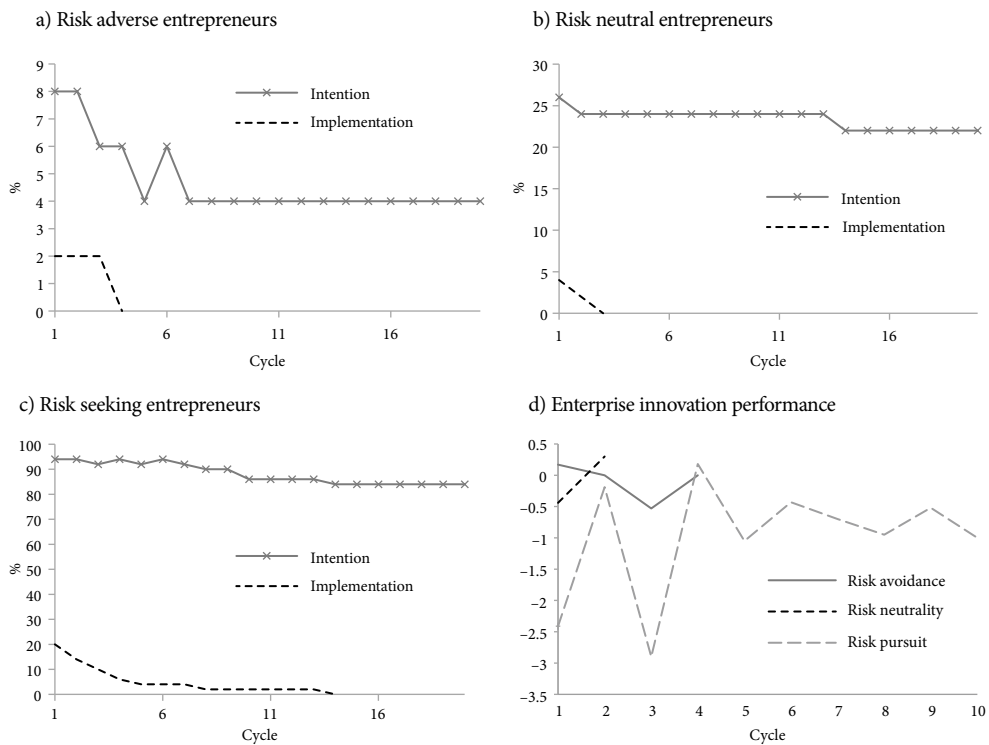 a) Risk adverse entrepreneurs
9
8
7
6
5
4
3
2
1
0
%
Intention
Implementation
1 6 11 16
Cycle
b) Risk neutral entrepreneurs
30
25
20
15
10
5
0
%
Intention
Implementation
1 6 11 16
Cycle
c) Risk seeking entrepreneurs
100
90
80
70
60
50
40
30
20
10
0
%
Intention
Implementation
1 6 11 16
Cycle
d) Enterprise innovation performance
0.5
0
−0.5
−1
−1.5
−2
−2.5
−3
−3.5
Risk avoidance
Risk neutrality
Risk pursuit
1 2 3 4 5 6 7 8 9 10
Cycle